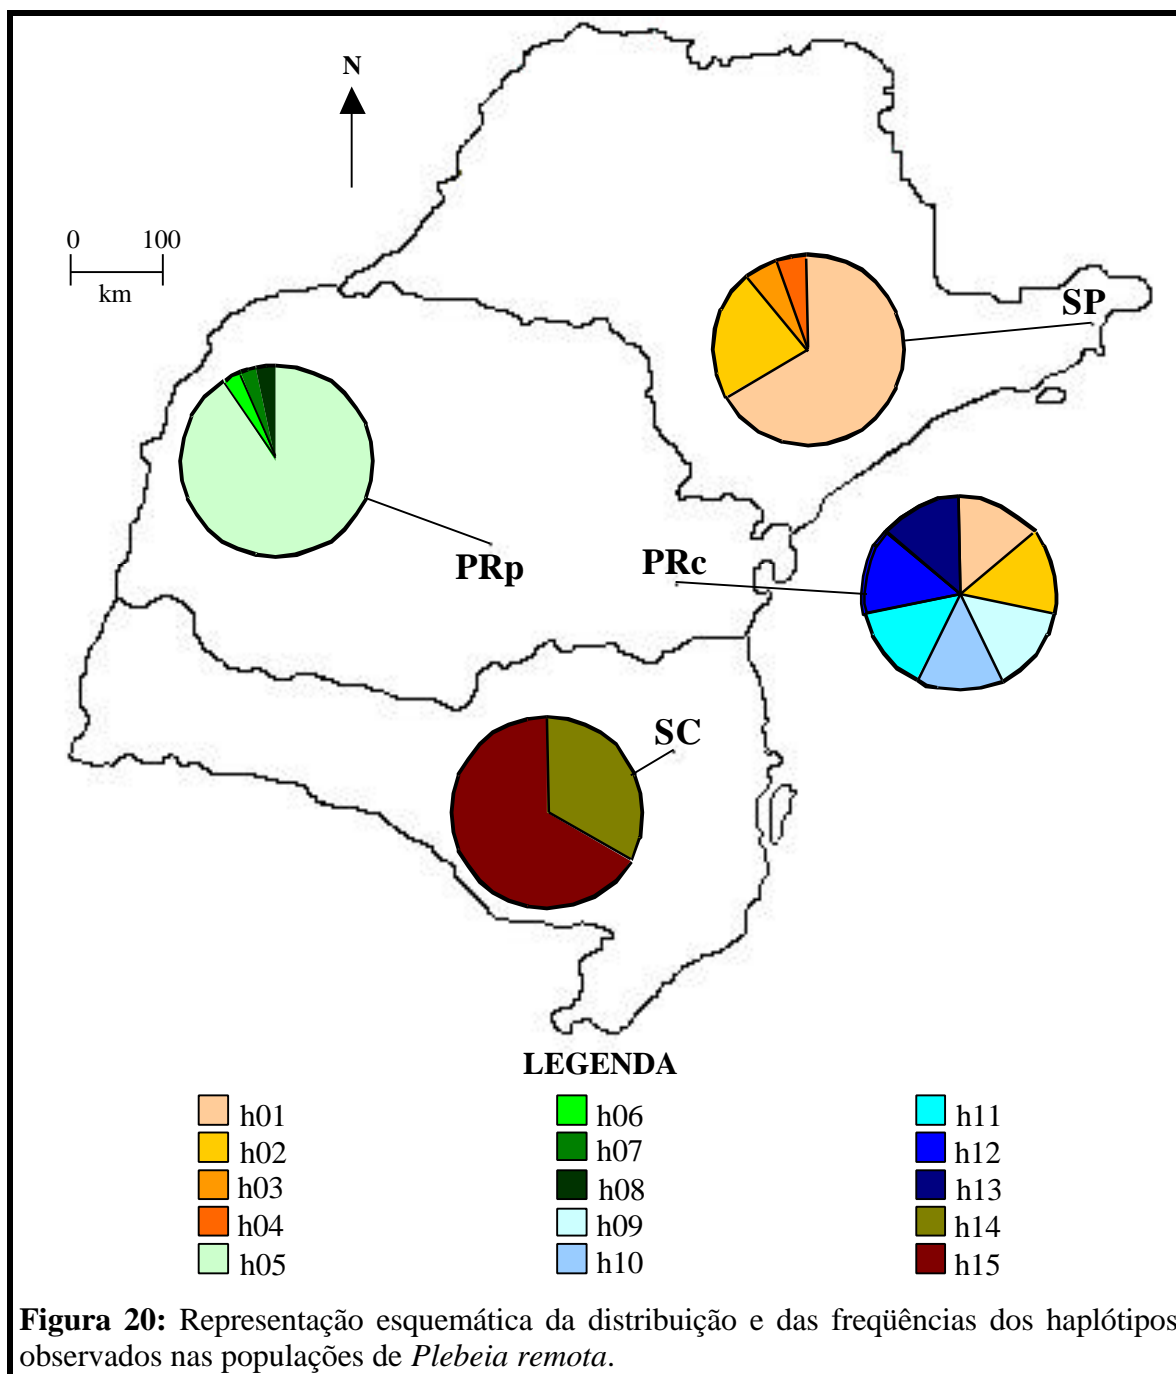 N
0 100
km
SP
PRp
PRc
SC
LEGENDA
h01
h02
h03
h04
h05
h06
h07
h08
h09
h10
h11
h12
h13
h14
h15
Figura 20: Representação esquemática da distribuição e das freqüências dos haplótipos
observados nas populações de Plebeia remota.